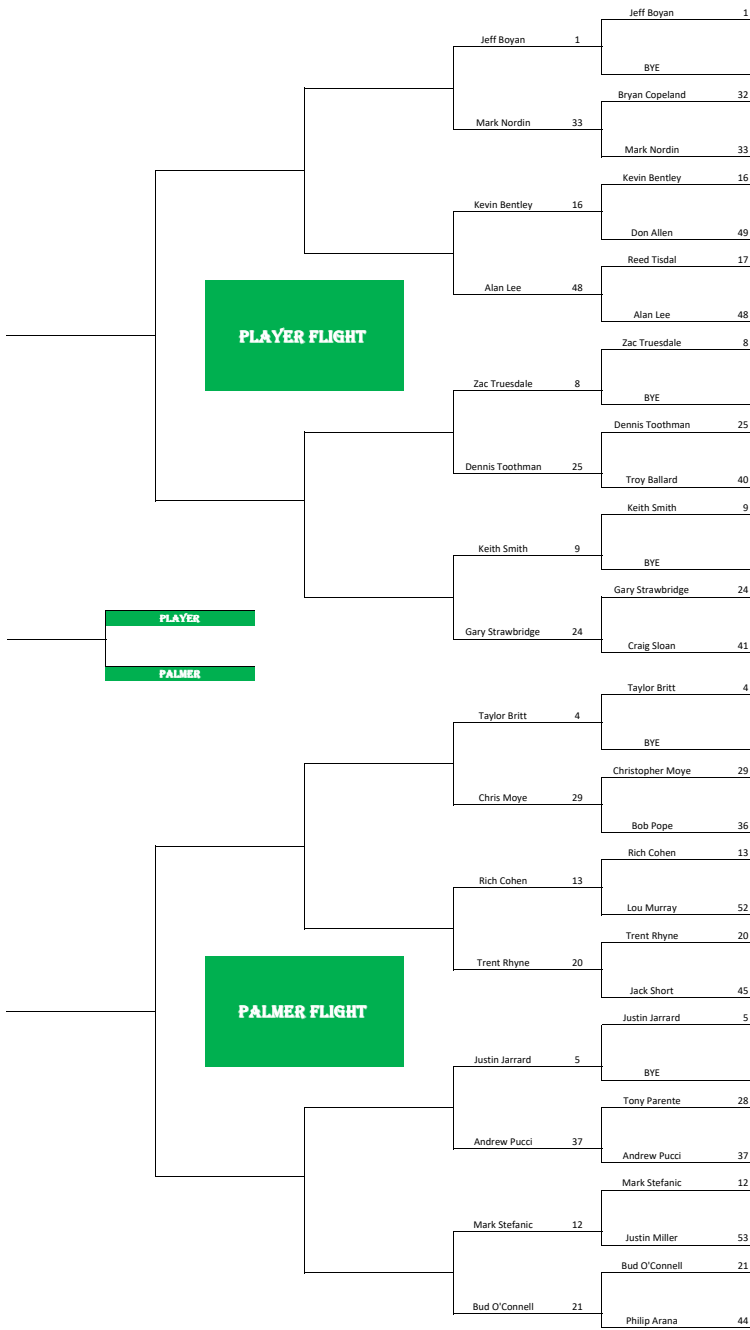 Jeff Boyan 1
Jeff Boyan 1
BYE
Bryan Copeland 32
Mark Nordin 33
Mark Nordin 33
Kevin Bentley 16
Kevin Bentley 16
Don Allen 49
Reed Tisdal 17
Alan Lee 48
Alan Lee 48
PLAYER FLIGHT
Zac Truesdale 8
Zac Truesdale 8
BYE
Dennis Toothman 25
Dennis Toothman 25
Troy Ballard 40
Keith Smith 9
Keith Smith 9
BYE
Gary Strawbridge 24
PLAYER
Gary Strawbridge 24
Craig Sloan 41
PALMER
Taylor Britt 4
Taylor Britt 4
BYE
Christopher Moye 29
Chris Moye 29
Bob Pope 36
Rich Cohen 13
Rich Cohen 13
Lou Murray 52
Trent Rhyne 20
Trent Rhyne 20
Jack Short 45
PALMER FLIGHT
Justin Jarrard 5
Justin Jarrard 5
BYE
Tony Parente 28
Andrew Pucci 37
Andrew Pucci 37
Mark Stefanic 12
Mark Stefanic 12
Justin Miller 53
Bud O'Connell 21
Bud O'Connell 21
Philip Arana 44